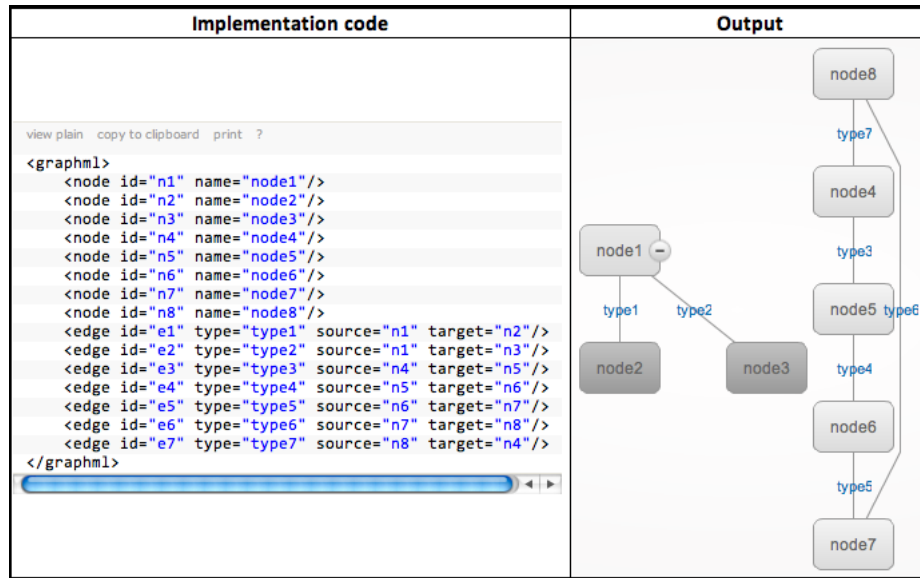 Implementation code
Output
view plain copy to clipboard print ?
<graphml>
<node id="n1" name="node1"/>
<node id="n2" name="node2"/>
<node id="n3" name="node3"/>
<node id="n4" name="node4"/>
<node id="n5" name="node5"/>
<node id="n6" name="node6"/>
<node id="n7" name="node7"/>
<node id="n8" name="node8"/>
<edge id="e1" type="type1" source="n1" target="n2"/>
<edge id="e2" type="type2" source="n1" target="n3"/>
<edge id="e3" type="type3" source="n4" target="n5"/>
<edge id="e4" type="type4" source="n5" target="n6"/>
<edge id="e5" type="type5" source="n6" target="n7"/>
<edge id="e6" type="type6" source="n7" target="n8"/>
<edge id="e7" type="type7" source="n8" target="n4"/>
</graphml>
node8
type7
node4
node1
type3
type1 type2
node5 type6
node2 node3
type4
node6
type5
node7